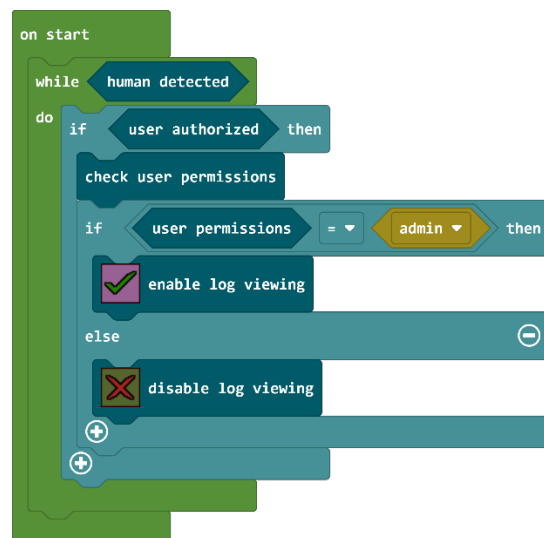 on start
while human detected
do
if user authorized then
check user permissions
if user permissions = admin then
enable log viewing
else
disable log viewing